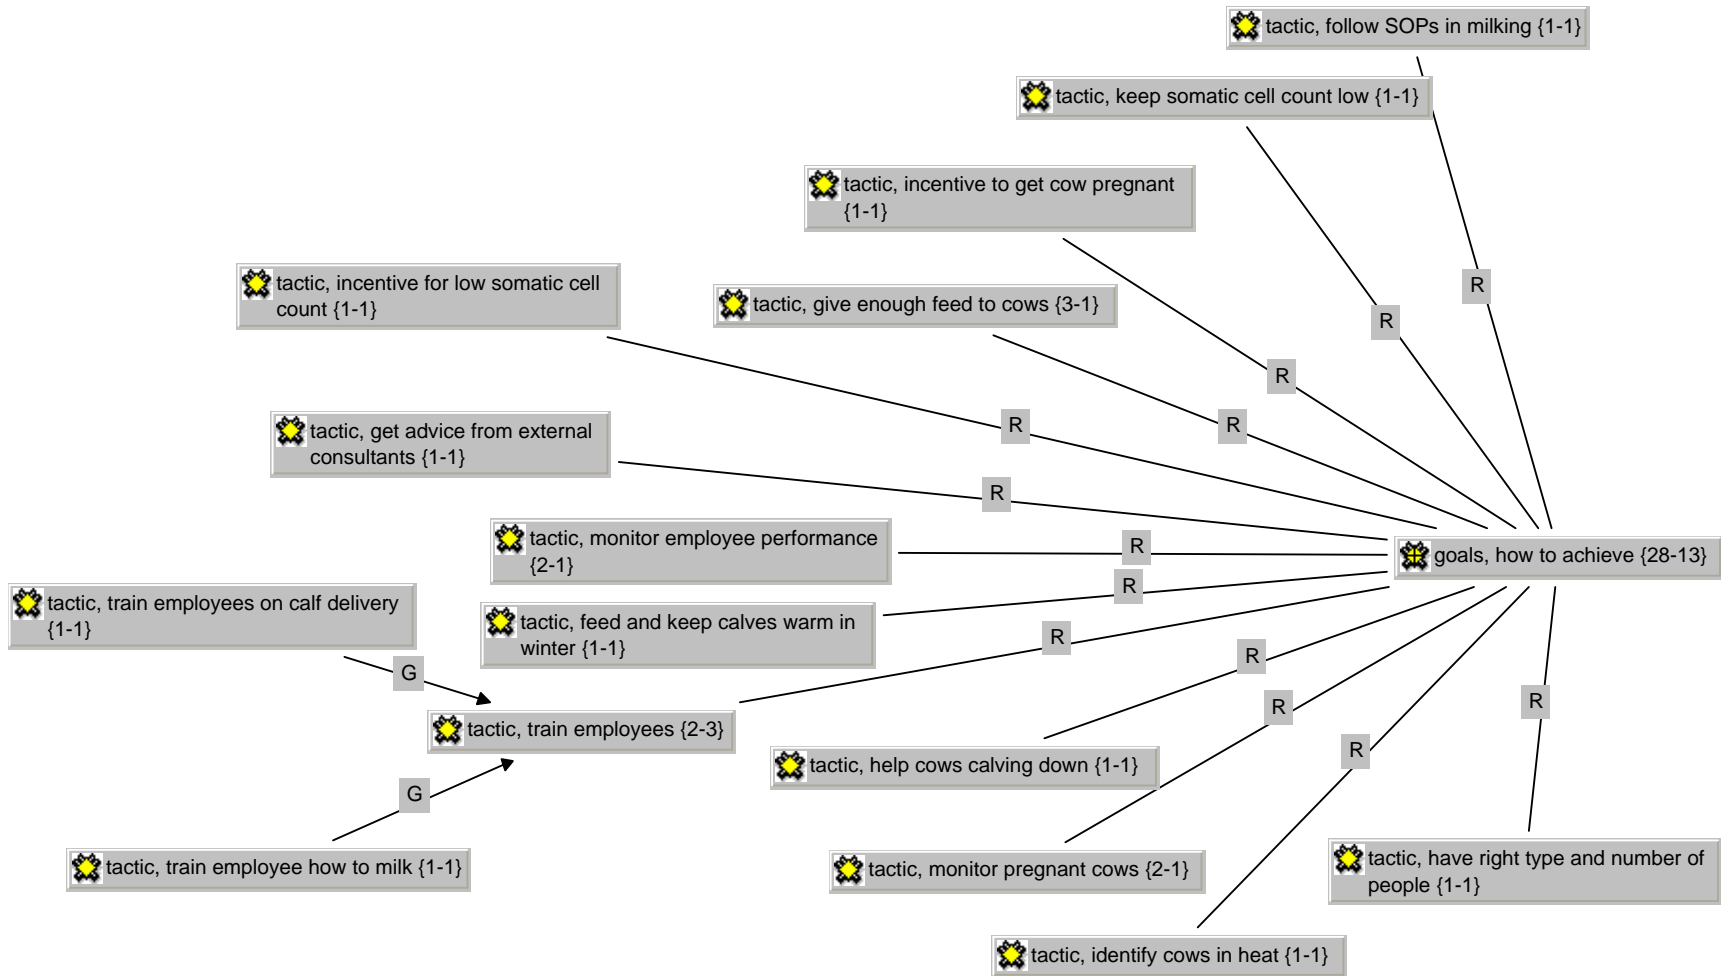 tactic, follow SOPs in milking {1-1}
tactic, keep somatic cell count low {1-1}
tactic, incentive to get cow pregnant
{1-1}
tactic, incentive for low somatic cell
count {1-1}
tactic, give enough feed to cows {3-1}
R
R
R
R
R
tactic, get advice from external
consultants {1-1}
R
tactic, monitor employee performance
{2-1}
R
goals, how to achieve {28-13}
R
tactic, train employees on calf delivery
{1-1}
tactic, feed and keep calves warm in
winter {1-1}
R
R
G
R
R
tactic, train employees {2-3}
R
tactic, help cows calving down {1-1}
G
tactic, train employee how to milk {1-1}
tactic, monitor pregnant cows {2-1}
tactic, have right type and number of
people {1-1}
tactic, identify cows in heat {1-1}